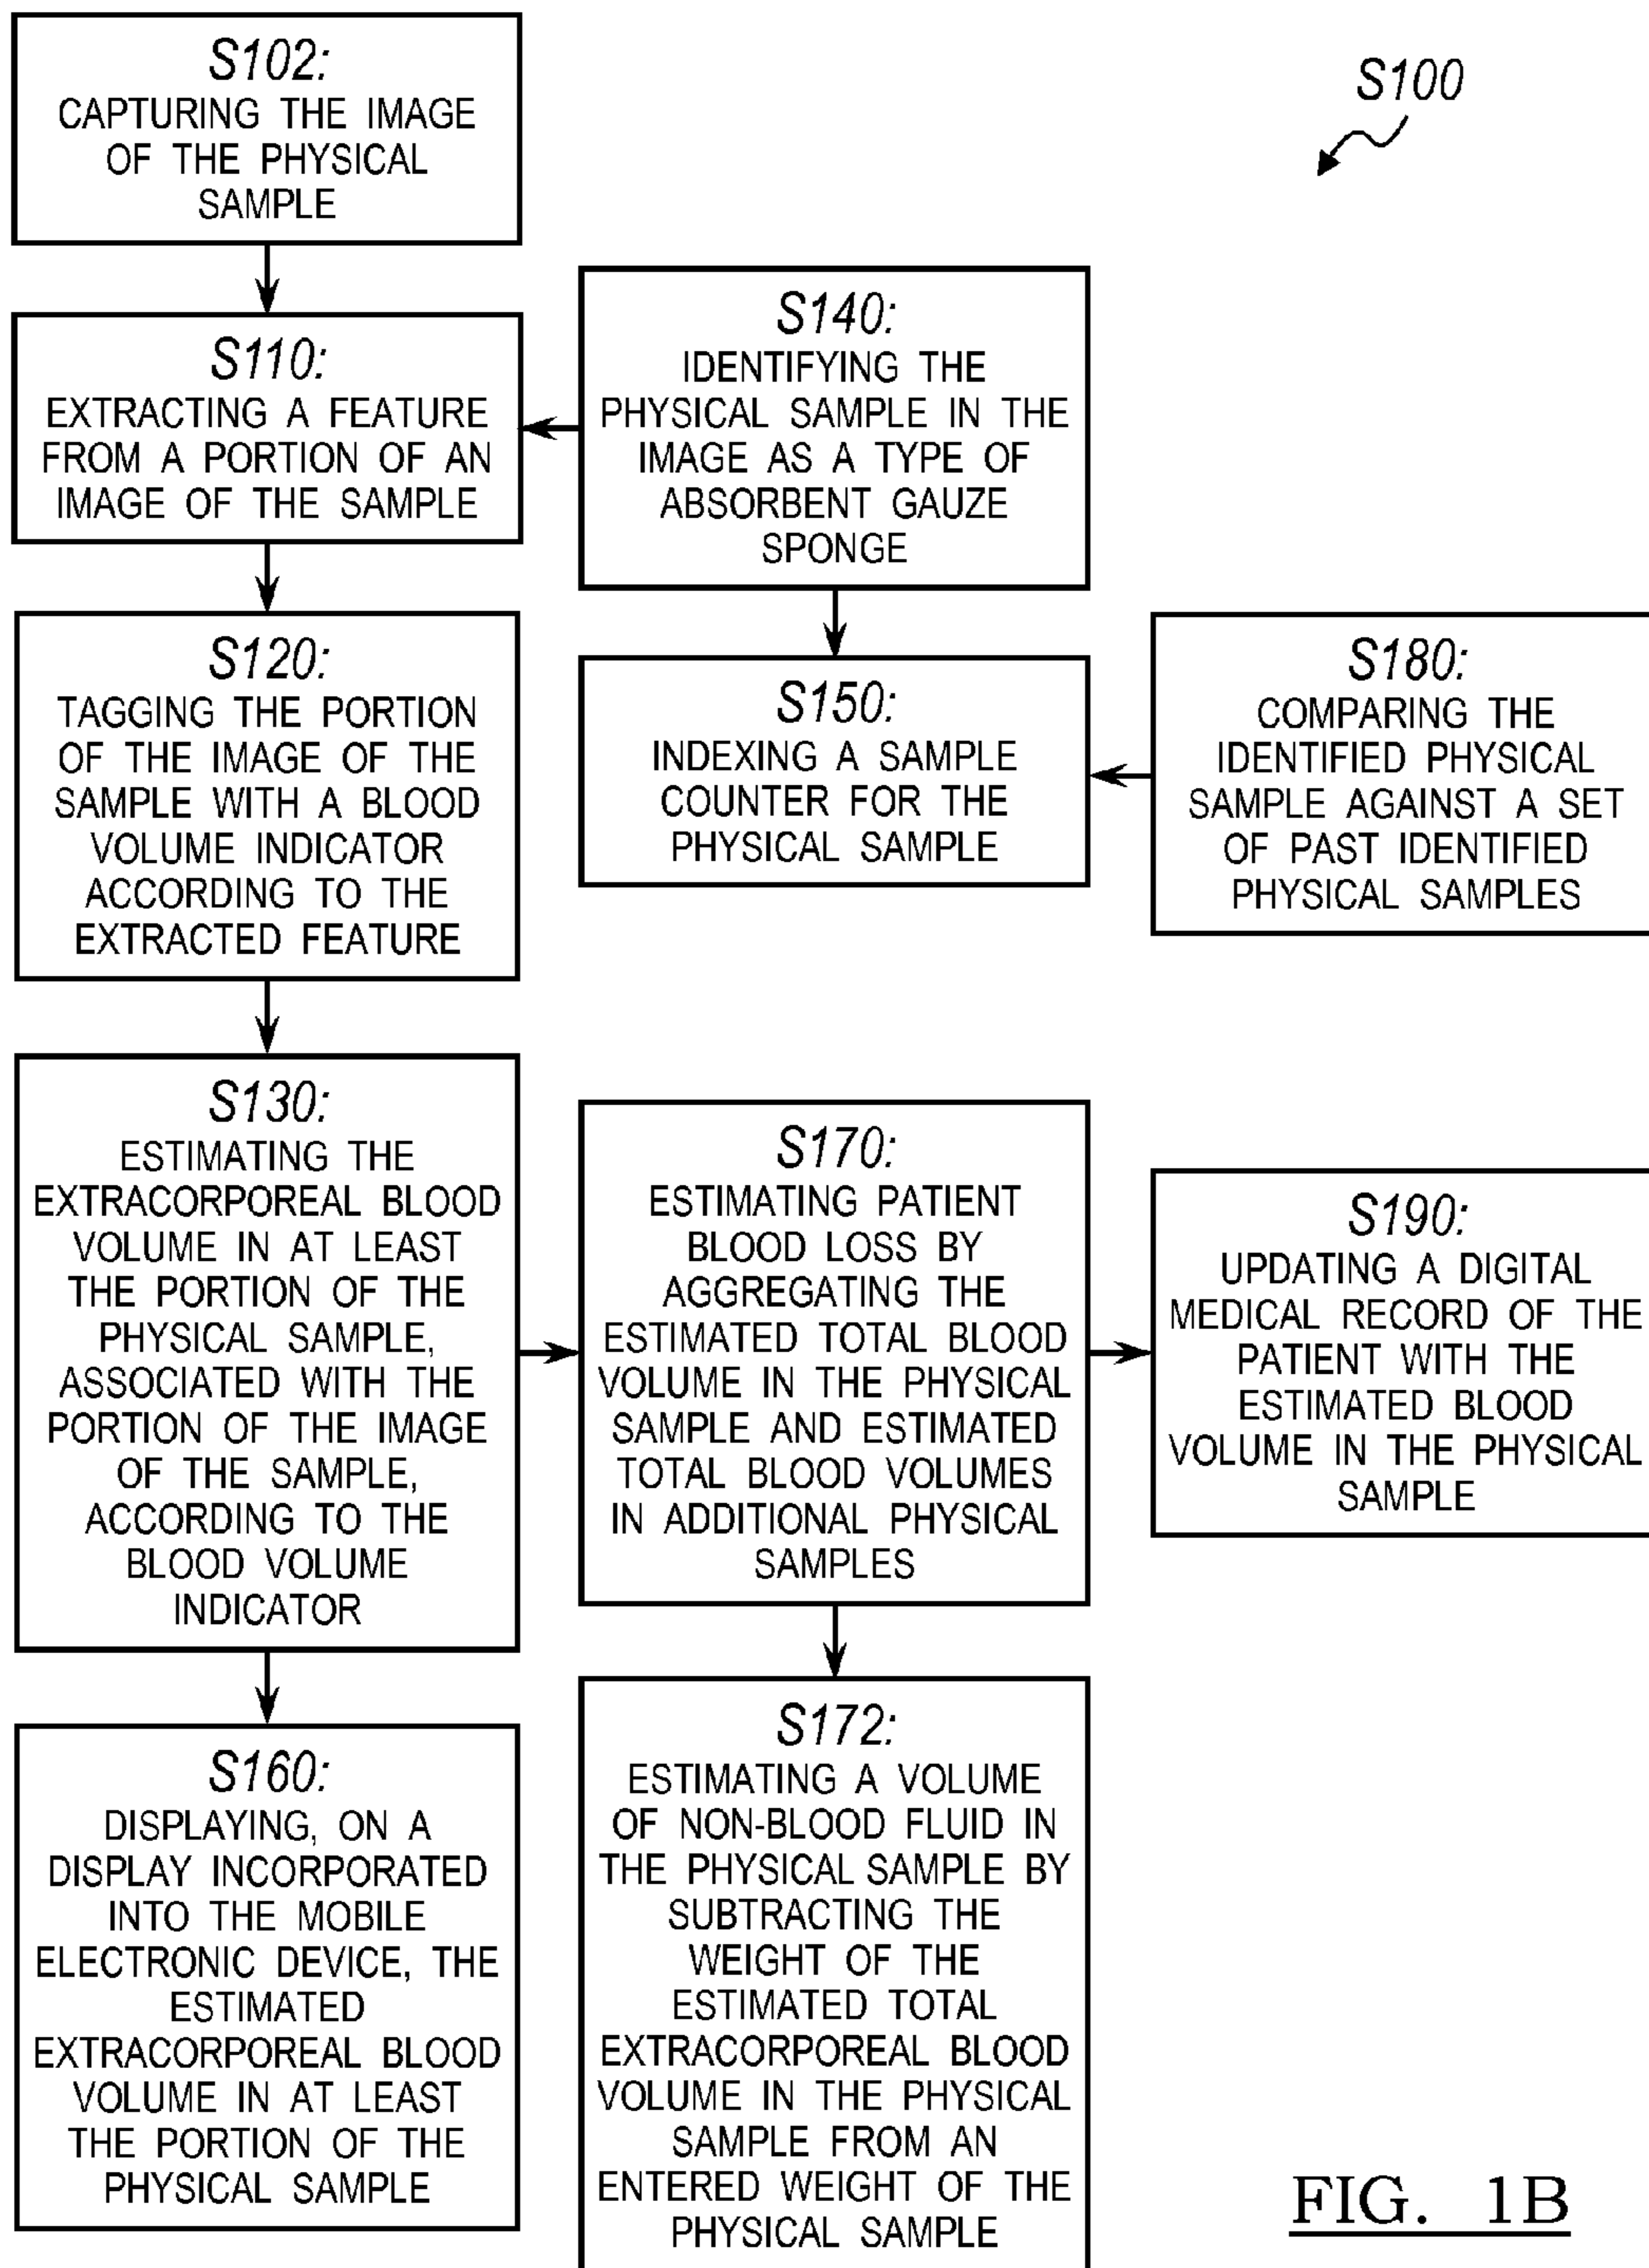 S102:
CAPTURING THE IMAGE
OF THE PHYSICAL
SAMPLE
S100
S110:
EXTRACTING A FEATURE
FROM A PORTION OF AN
IMAGE OF THE SAMPLE
S140:
IDENTIFYING THE
PHYSICAL SAMPLE IN THE
IMAGE AS A TYPE OF
ABSORBENT GAUZE
SPONGE
S120:
TAGGING THE PORTION
OF THE IMAGE OF THE
SAMPLE WITH A BLOOD
VOLUME INDICATOR
ACCORDING TO THE
EXTRACTED FEATURE
S150:
INDEXING A SAMPLE
COUNTER FOR THE
PHYSICAL SAMPLE
S180:
COMPARING THE
IDENTIFIED PHYSICAL
SAMPLE AGAINST A SET
OF PAST IDENTIFIED
PHYSICAL SAMPLES
S130:
ESTIMATING THE
EXTRACORPOREAL BLOOD
VOLUME IN AT LEAST
THE PORTION OF THE
PHYSICAL SAMPLE,
ASSOCIATED WITH THE
PORTION OF THE IMAGE
OF THE SAMPLE,
ACCORDING TO THE
BLOOD VOLUME
INDICATOR
S170:
ESTIMATING PATIENT
BLOOD LOSS BY
AGGREGATING THE
ESTIMATED TOTAL BLOOD
VOLUME IN THE PHYSICAL
SAMPLE AND ESTIMATED
TOTAL BLOOD VOLUMES
IN ADDITIONAL PHYSICAL
SAMPLES
S190:
UPDATING A DIGITAL
MEDICAL RECORD OF THE
PATIENT WITH THE
ESTIMATED BLOOD
VOLUME IN THE PHYSICAL
SAMPLE
S160:
DISPLAYING, ON A
DISPLAY INCORPORATED
INTO THE MOBILE
ELECTRONIC DEVICE, THE
ESTIMATED
EXTRACORPOREAL BLOOD
VOLUME IN AT LEAST
THE PORTION OF THE
PHYSICAL SAMPLE
S172:
ESTIMATING A VOLUME
OF NON-BLOOD FLUID IN
THE PHYSICAL SAMPLE BY
SUBTRACTING THE
WEIGHT OF THE
ESTIMATED TOTAL
EXTRACORPOREAL BLOOD
VOLUME IN THE PHYSICAL
SAMPLE FROM AN
ENTERED WEIGHT OF THE
PHYSICAL SAMPLE
FIG. 1B